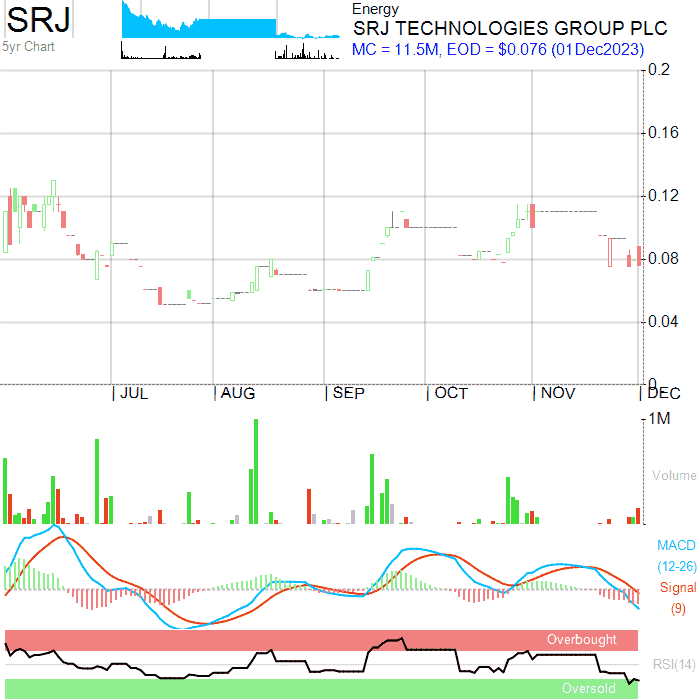 SRJ
5yr Chart
Energy
SRJ TECHNOLOGIES GROUP PLC
MC = 11.5M, EOD = $0.076 (01Dec2023)
0.2
0.16
0.12
0.08
0.04
0
| JUL | AUG | SEP | OCT | NOV | DEC
1M
Volume
MACD
(12-26)
Signal
(9)
Overbought
RSI(14)
Oversold